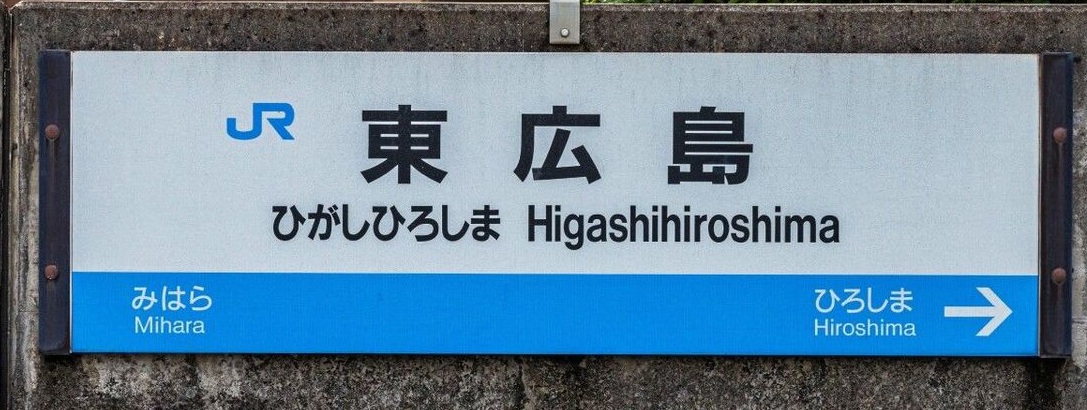 JR 東広島
ひがしひろしま Higashihiroshima
みはら ひろしま →
Mihara Hiroshima